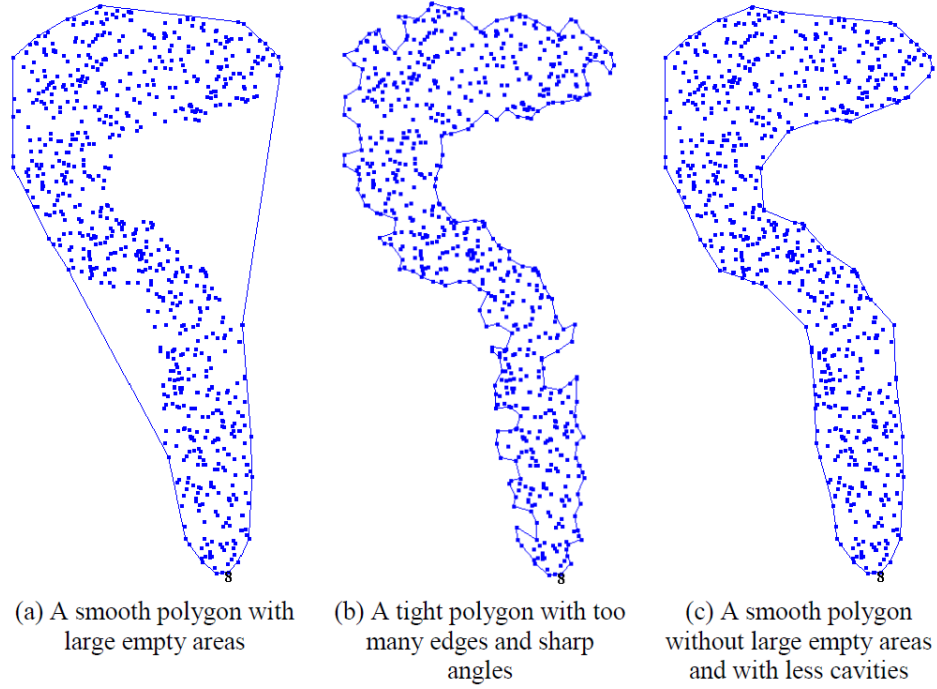 8
8
8
(a) A smooth polygon with
large empty areas
(b) A tight polygon with too
many edges and sharp
angles
(c) A smooth polygon
without large empty areas
and with less cavities